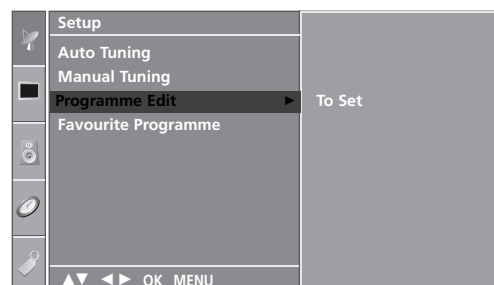 Setup
Auto Tuning
Manual Tuning
Programme Edit ► To Set
Favourite Programme
▲▼ ◄► OK MENU